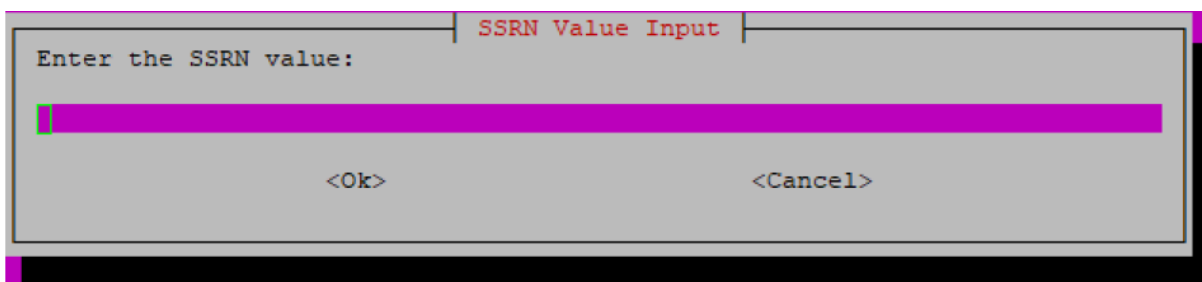 SSRN Value Input
Enter the SSRN value:
<Ok> <Cancel>